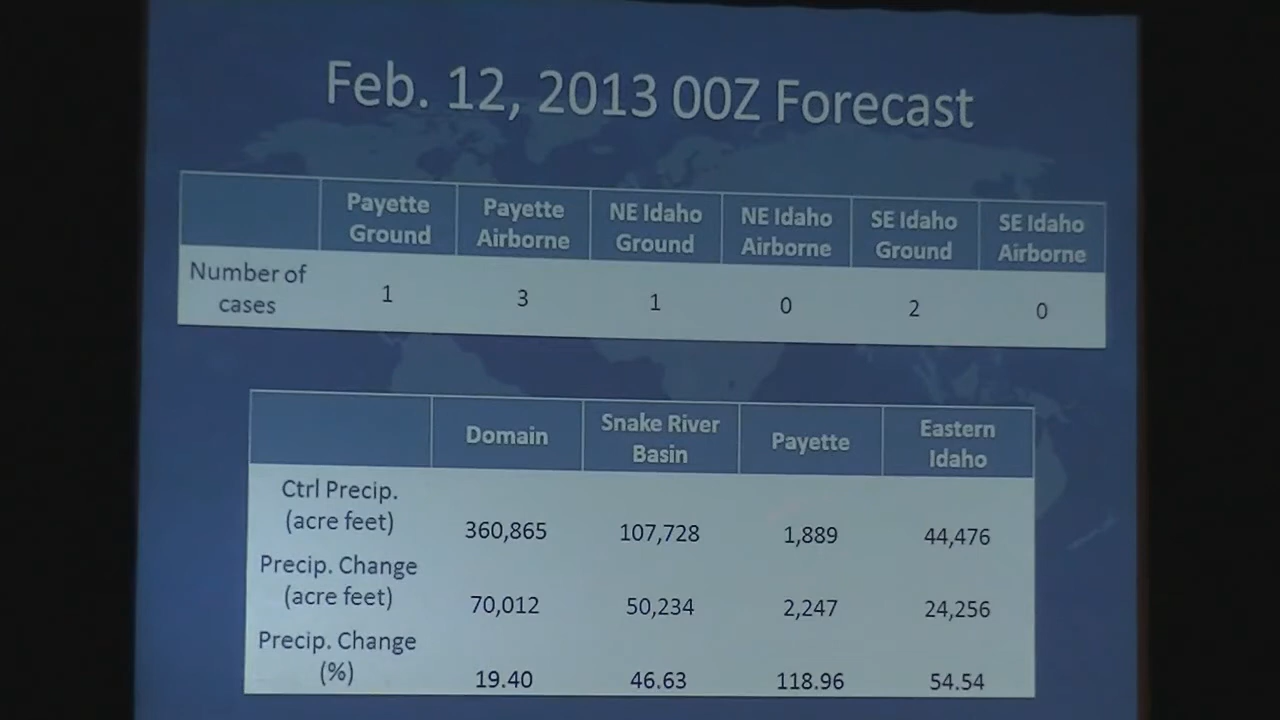 Feb. 12, 2013 00Z Forecast
Payette Ground Payette Airborne NE Idaho Ground NE Idaho Airborne SE Idaho Ground SE Idaho Airborne
Number of cases 1 3 1 0 2 0
Domain Snake River Basin Payette Eastern Idaho
Ctrl Precip. (acre feet) 360,865 107,728 1,889 44,476
Precip. Change (acre feet) 70,012 50,234 2,247 24,256
Precip. Change (%) 19.40 46.63 118.96 54.54